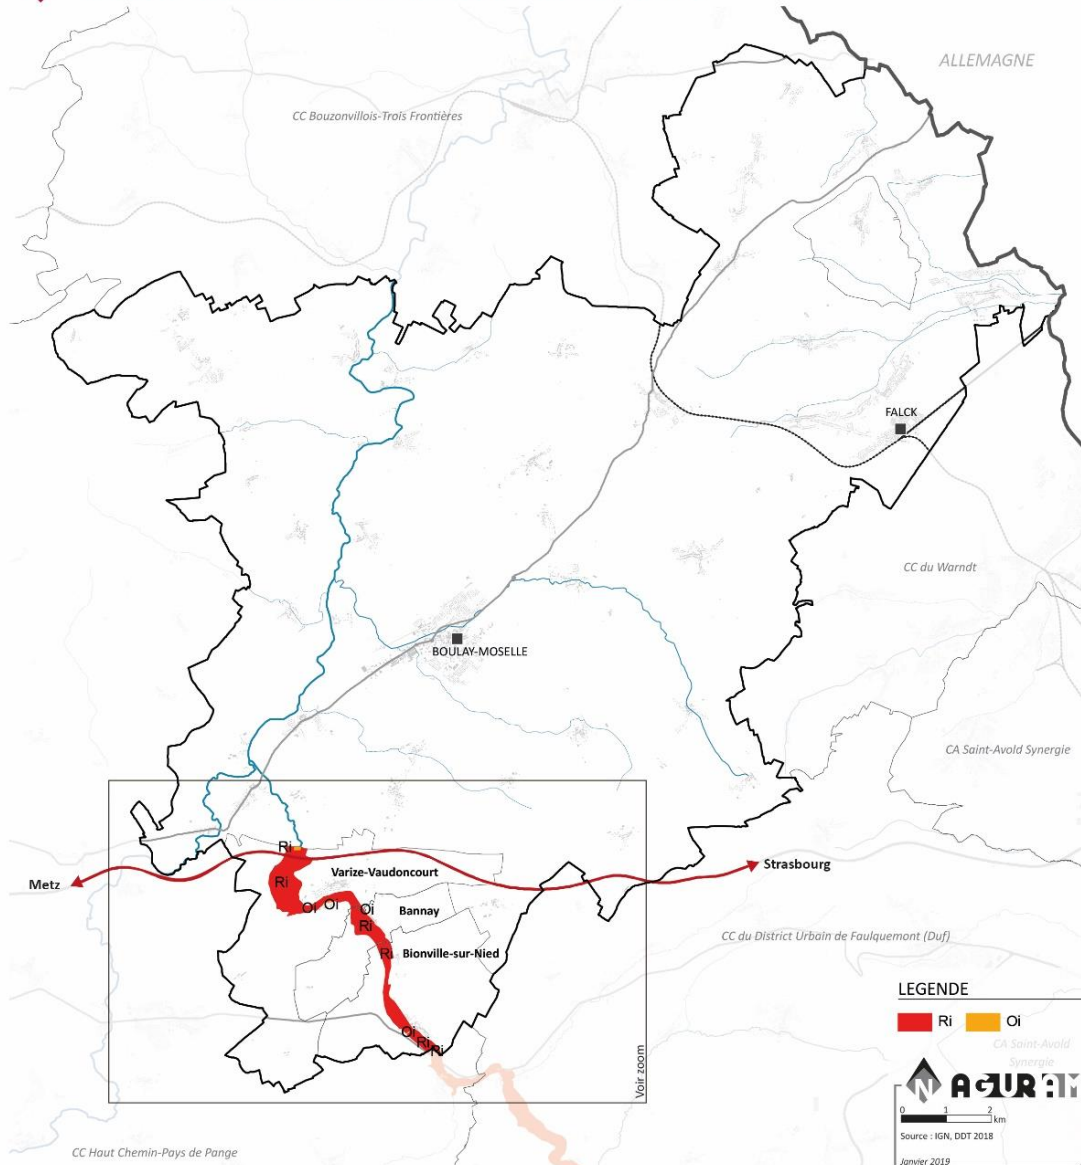 ALLEMAGNE
CC Bouzonvillois-Trois Frontières
FALCK
CC du Warndt
BOULAY-MOSELLE
CA Saint-Avold Synergie
Ri
Metz
Strasbourg
Ri
Varize-Vaudoncourt
Oi
Oi
Oi
Bannay
Ri
Ri
Bionville-sur-Nied
CC du District Urbain de Faulquemont (Duf)
Oi
Ri
Ri
Voir zoom
LEGENDE
Ri
Oi
CA Saint-Avold
Synergie
N
AGURAM
0 1 2
km
Source : IGN, DDT 2018
Janvier 2019
CC Haut Chemin-Pays de Pange